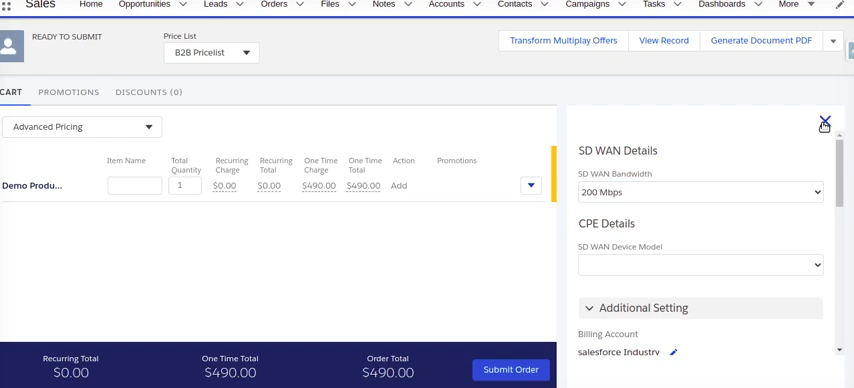 Sales Home Opportunities Leads Orders Files Notes Accounts Contacts Campaigns Tasks Dashboards More
READY TO SUBMIT
Price List
B2B Pricelist
Transform Multiplay Offers View Record Generate Document PDF
CART PROMOTIONS DISCOUNTS (0)
Advanced Pricing
Item Name Total Quantity Recurring Charge Recurring Total One Time Charge One Time Total Action Promotions
Demo Produ... 1 $0.00 $0.00 $490.00 $490.00 Add
SD WAN Details
SD WAN Bandwidth
200 Mbps
CPE Details
SD WAN Device Model
Additional Setting
Billing Account
salesforce Industry
Recurring Total One Time Total Order Total
$0.00 $490.00 $490.00 Submit Order